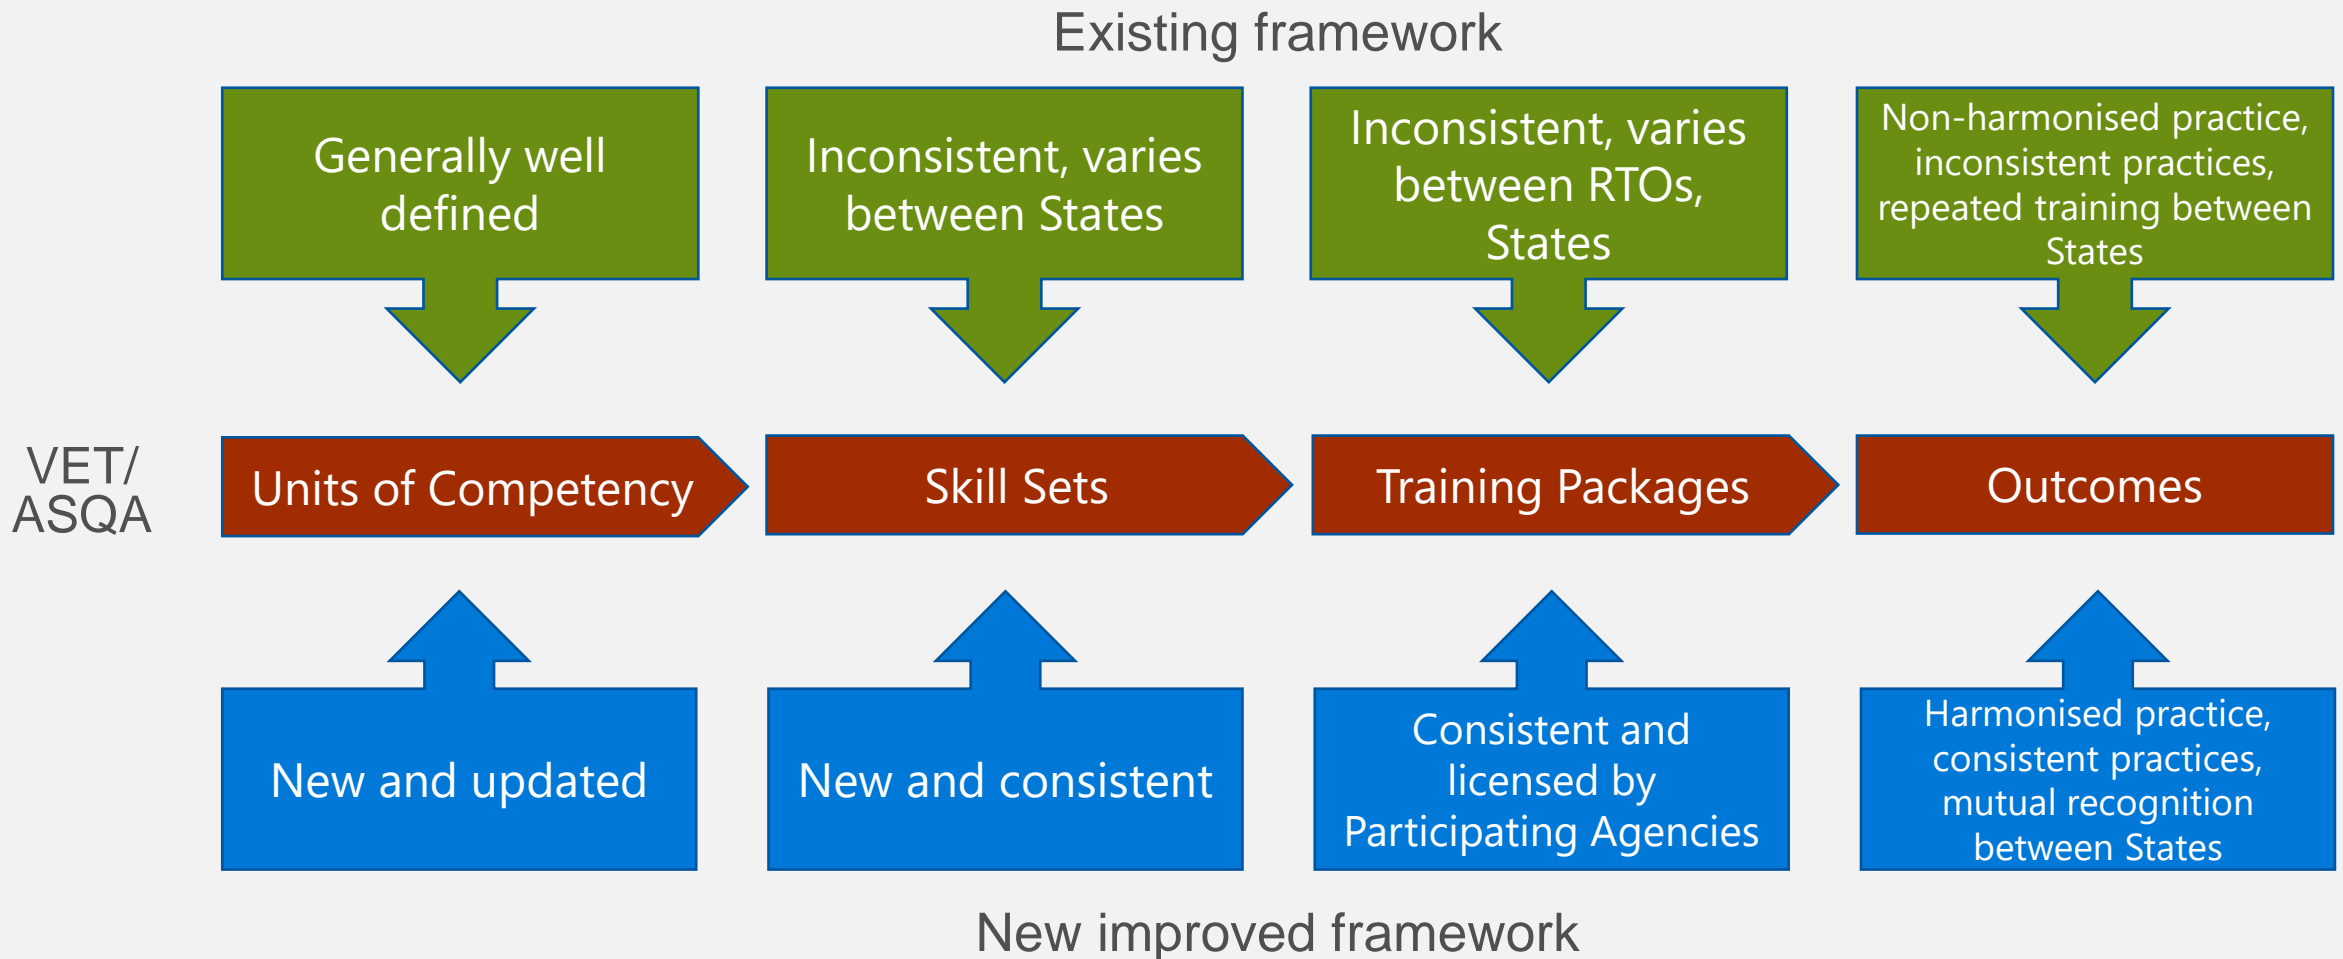 Existing framework
Generally well
defined
Inconsistent, varies
between States
Inconsistent, varies
between RTOs,
States
Non-harmonised practice,
inconsistent practices,
repeated training between
States
VET/
ASQA
Units of Competency
Skill Sets
Training Packages
Outcomes
New and updated
New and consistent
Consistent and
licensed by
Participating Agencies
Harmonised practice,
consistent practices,
mutual recognition
between States
New improved framework